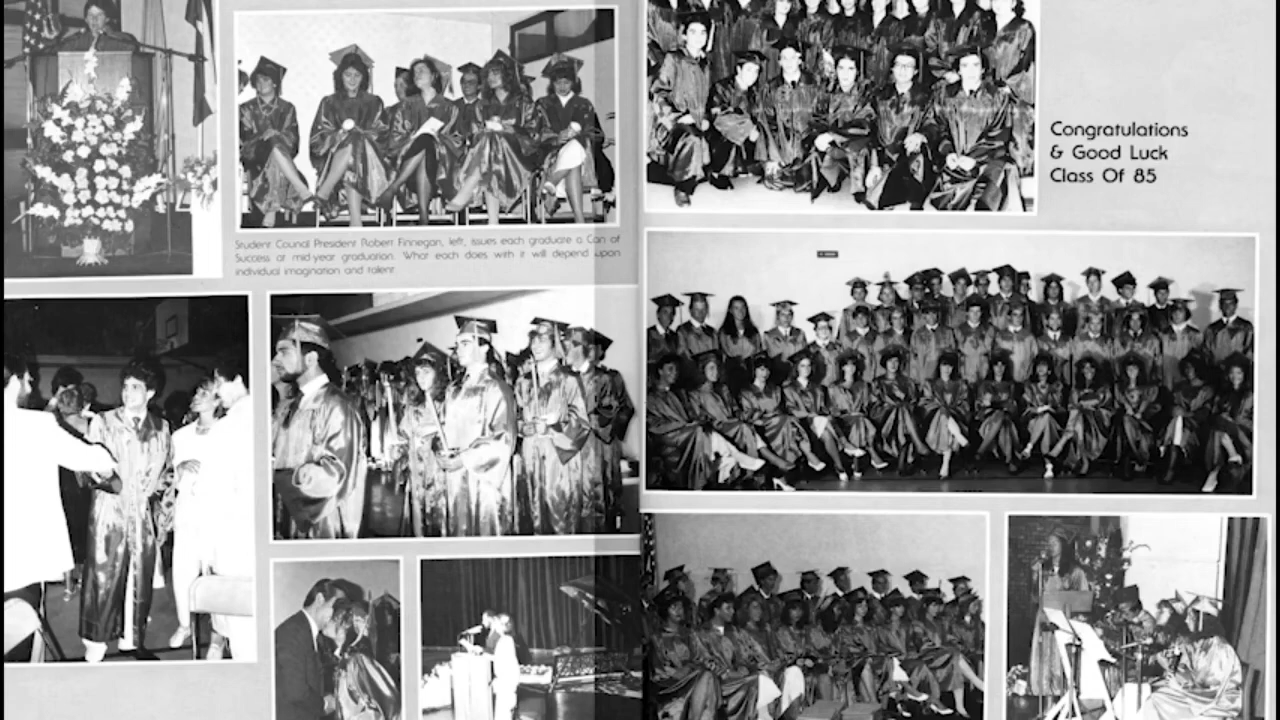 Student Council President Robert Finnegan, left, issues each graduate a Can of
Success at mid-year graduation. What each does with it will depend upon
individual imagination and talent
Congratulations
& Good Luck
Class Of 85